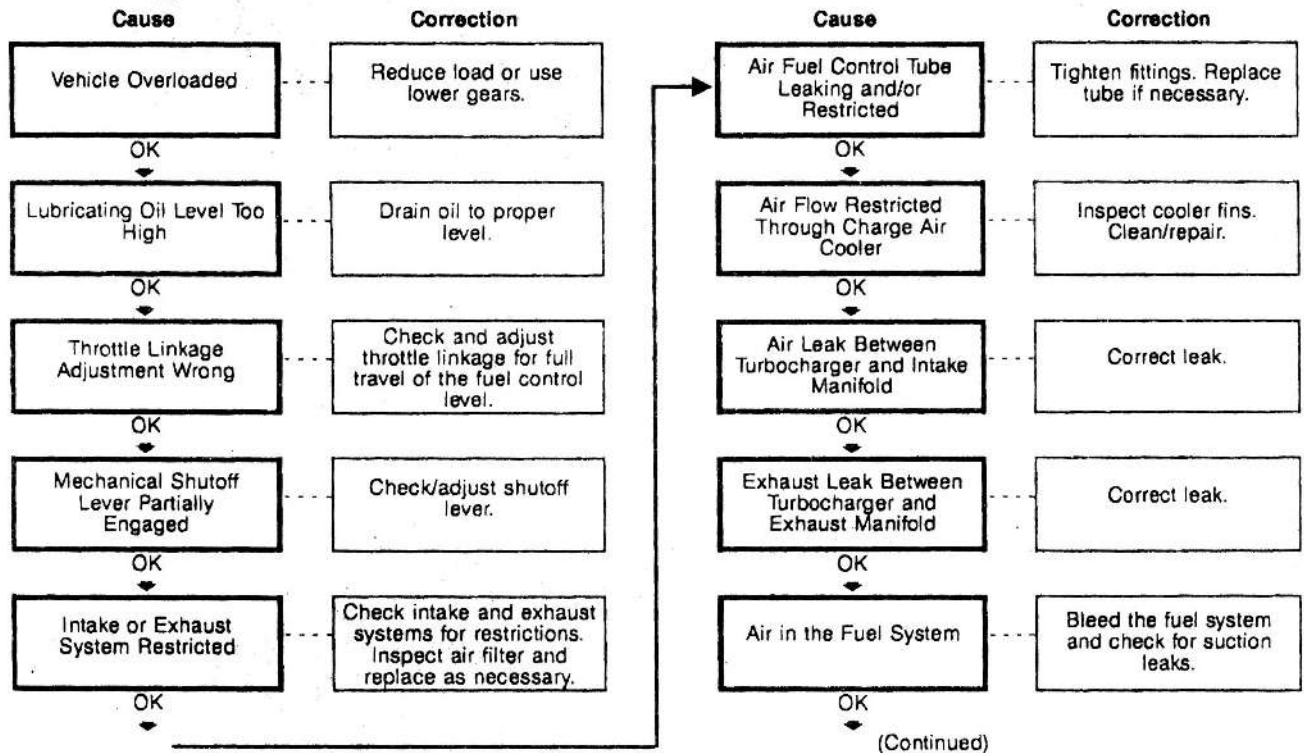 Cause
Correction
Vehicle Overloaded
Reduce load or use
lower gears.
OK
Lubricating Oil Level Too
High
Drain oil to proper
level.
OK
Throttle Linkage
Adjustment Wrong
Check and adjust
throttle linkage for full
travel of the fuel control
level.
OK
Mechanical Shutoff
Lever Partially
Engaged
Check/adjust shutoff
lever.
OK
Intake or Exhaust
System Restricted
Check intake and exhaust
systems for restrictions.
Inspect air filter and
replace as necessary.
OK
Cause
Correction
Air Fuel Control Tube
Leaking and/or
Restricted
Tighten fittings. Replace
tube if necessary.
OK
Air Flow Restricted
Through Charge Air
Cooler
Inspect cooler fins.
Clean/repair.
OK
Air Leak Between
Turbocharger and Intake
Manifold
Correct leak.
OK
Exhaust Leak Between
Turbocharger and
Exhaust Manifold
Correct leak.
OK
Air in the Fuel System
Bleed the fuel system
and check for suction
leaks.
OK
(Continued)